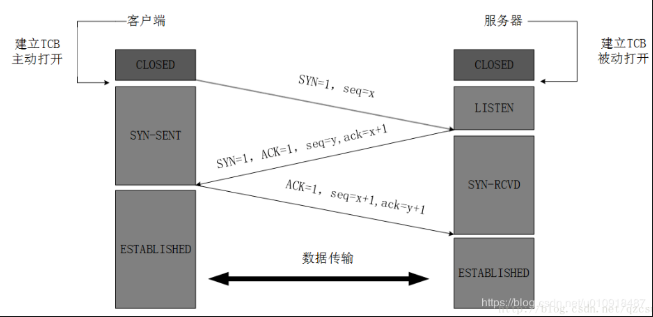 客户端
服务器
建立TCB
主动打开
建立TCB
被动打开
CLOSED
CLOSED
SYN=1, seq=x
LISTEN
SYN-SENT
SYN=1, ACK=1, seq=y,ack=x+1
SYN-RCVD
ACK=1, seq=x+1,ack=y+1
ESTABLISHED
数据传输
ESTABLISHED
https://blog.csdn.net/u010918487